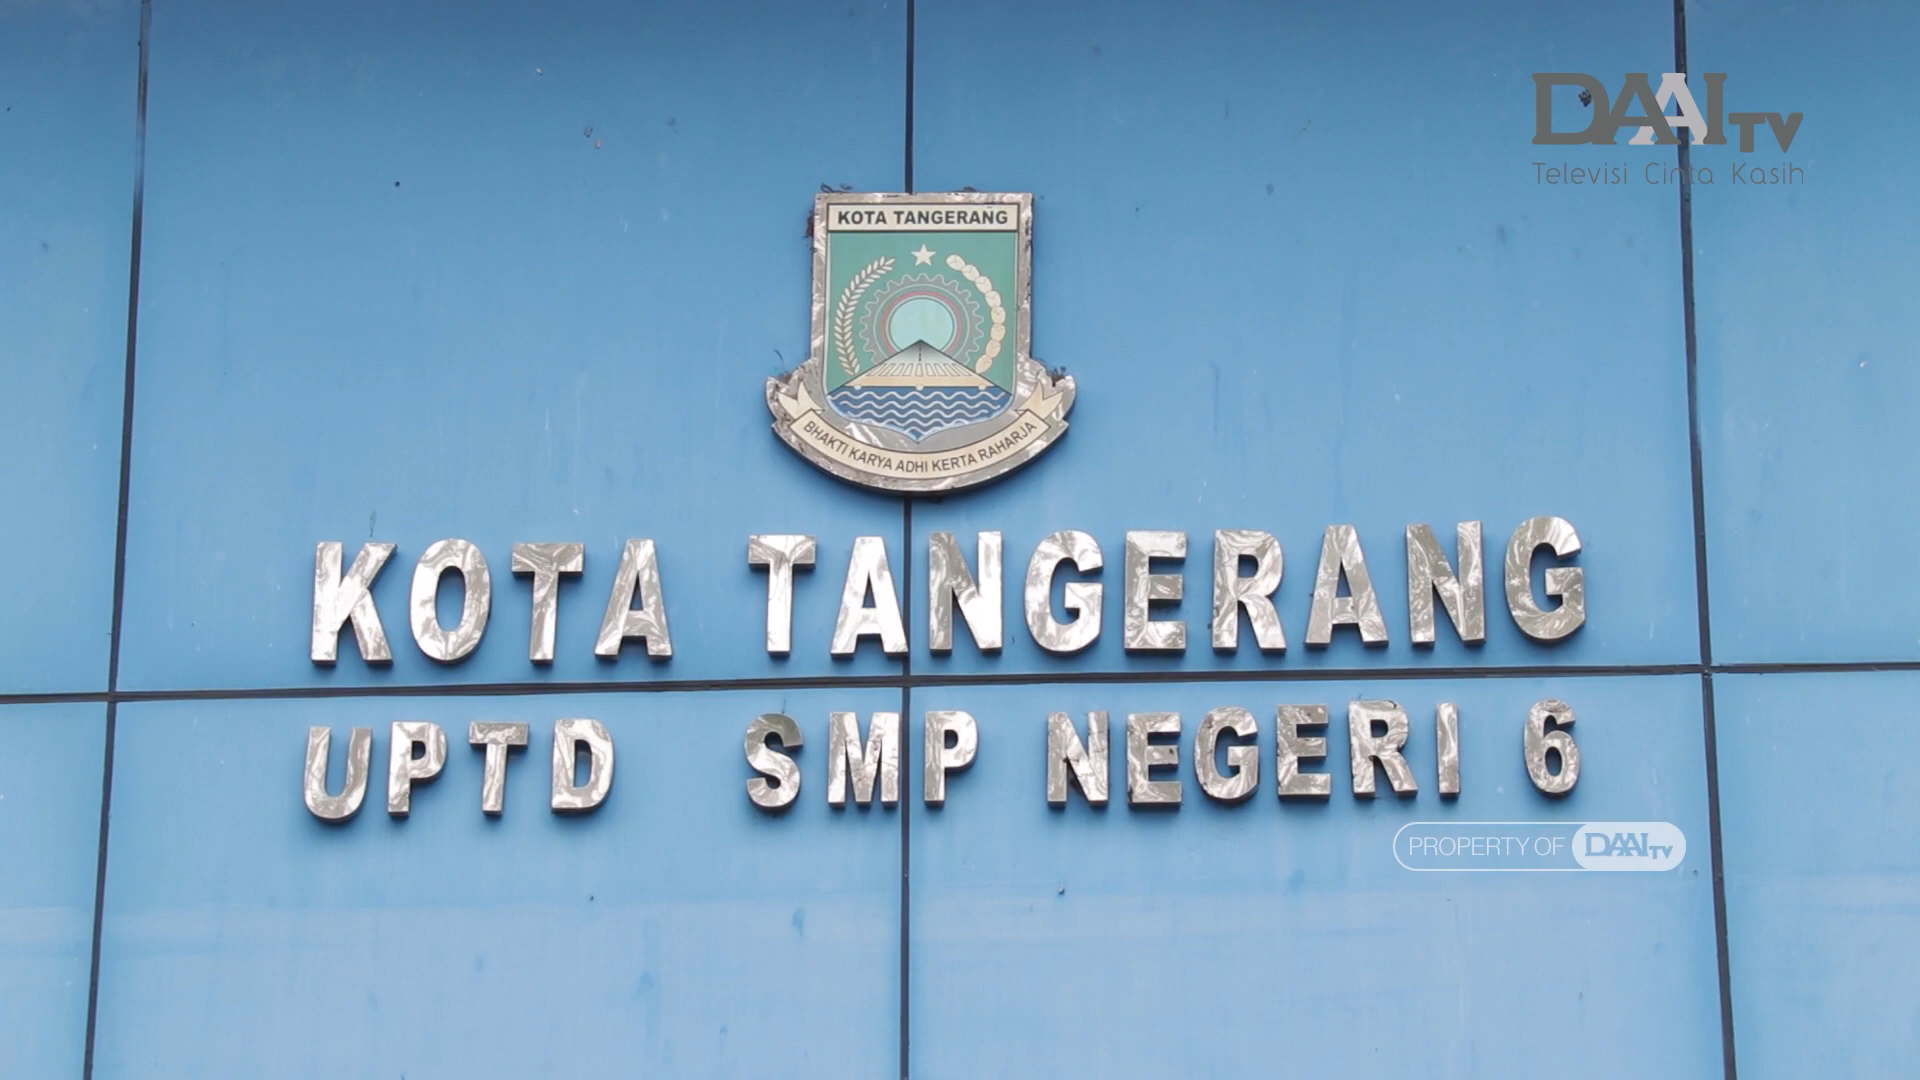 DAAI TV
Televisi Cinta Kasih
KOTA TANGERANG
BHAKTI KARYA ADHI KERTA RAHARJA
KOTA TANGERANG
UPTD SMP NEGERI 6
PROPERTY OF DAAI TV